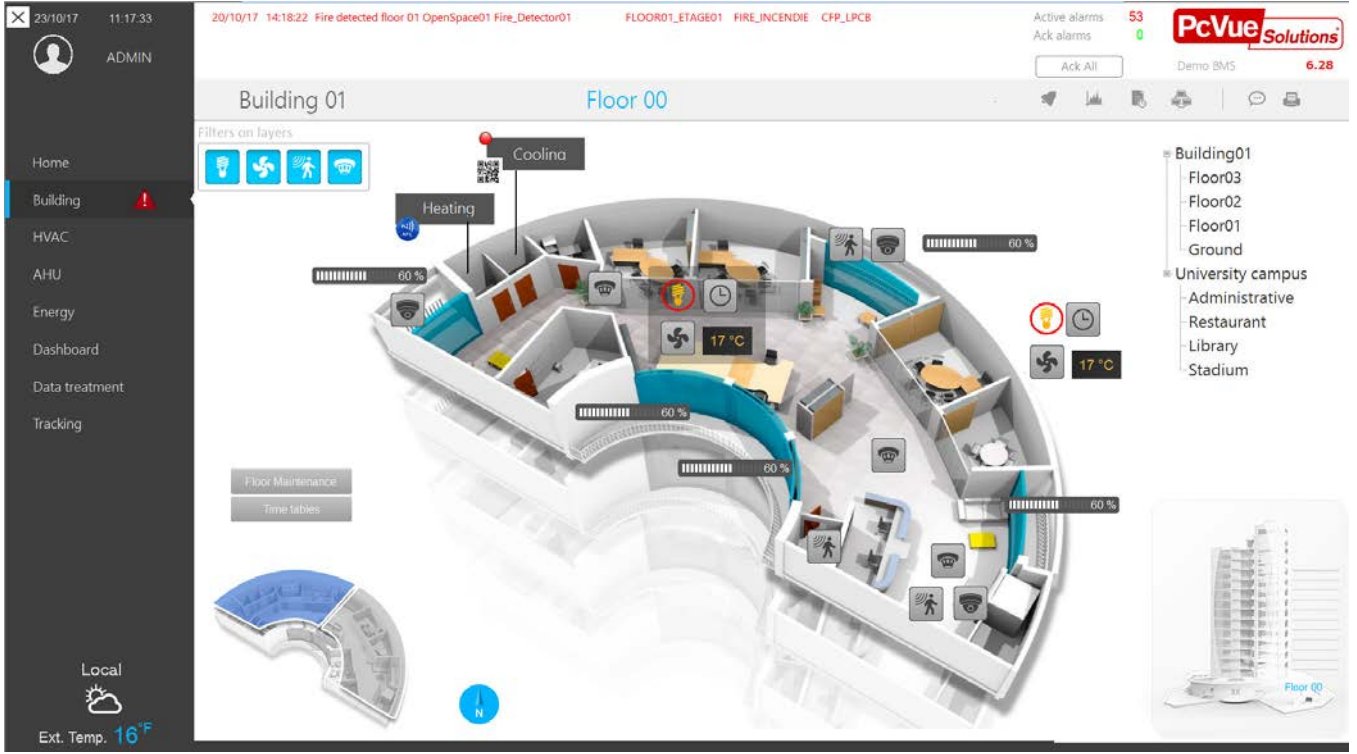 23/10/17 11:17:33
ADMIN
20/10/17 14:18:22 Fire detected floor 01 OpenSpace01 Fire_Detector01 FLOOR01_ETAGE01 FIRE_INCENDIE CFP_LPCB
Active alarms 53
Ack alarms 0
Ack All
PcVue Solutions
Demo BMS 6.28
Building 01 Floor 00
Filters on layers
Home
Building
HVAC
AHU
Energy
Dashboard
Data treatment
Tracking
Cooling
Heating
60 %
60 %
17 °C
17 °C
60 %
60 %
60 %
Building01
Floor03
Floor02
Floor01
Ground
University campus
Administrative
Restaurant
Library
Stadium
Floor Maintenance
Time tables
N
Floor 00
Local
Ext. Temp. 16°F